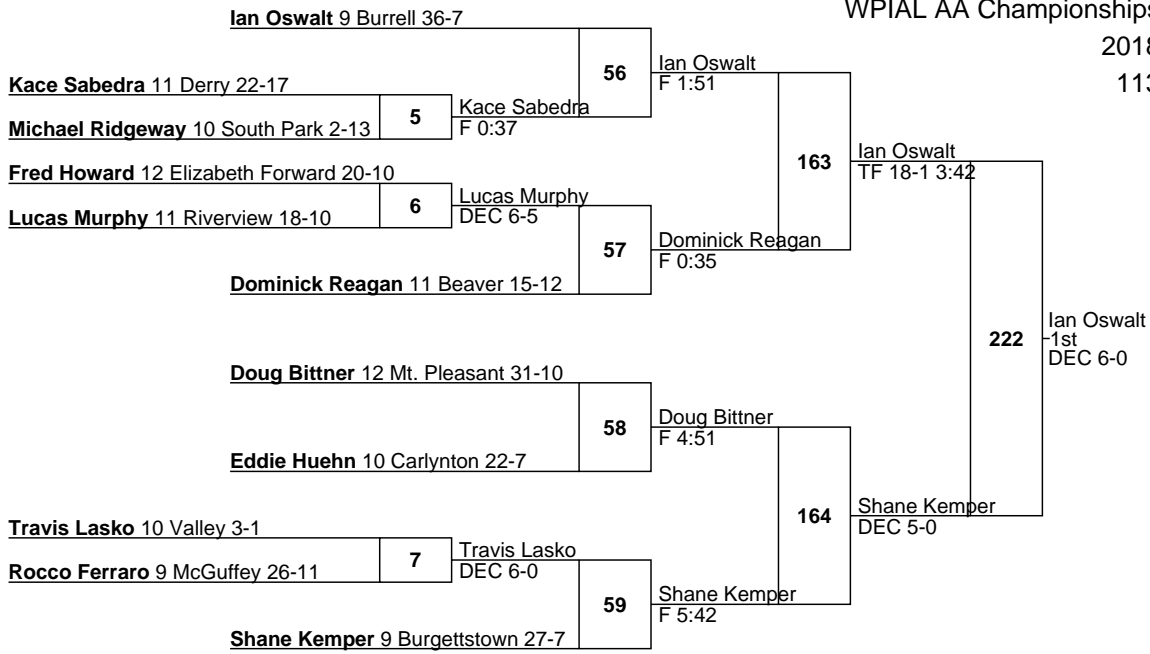 WPIAL AA Championships
2018
113
Ian Oswalt 9 Burrell 36-7
56
Ian Oswalt
F 1:51
Kace Sabedra 11 Derry 22-17
5
Kace Sabedra
F 0:37
Michael Ridgeway 10 South Park 2-13
163
Ian Oswalt
TF 18-1 3:42
Fred Howard 12 Elizabeth Forward 20-10
6
Lucas Murphy
DEC 6-5
Lucas Murphy 11 Riverview 18-10
57
Dominick Reagan
F 0:35
Dominick Reagan 11 Beaver 15-12
222
Ian Oswalt
1st
DEC 6-0
Doug Bittner 12 Mt. Pleasant 31-10
58
Doug Bittner
F 4:51
Eddie Huehn 10 Carlynton 22-7
164
Shane Kemper
DEC 5-0
Travis Lasko 10 Valley 3-1
7
Travis Lasko
DEC 6-0
Rocco Ferraro 9 McGuffey 26-11
59
Shane Kemper
F 5:42
Shane Kemper 9 Burgettstown 27-7